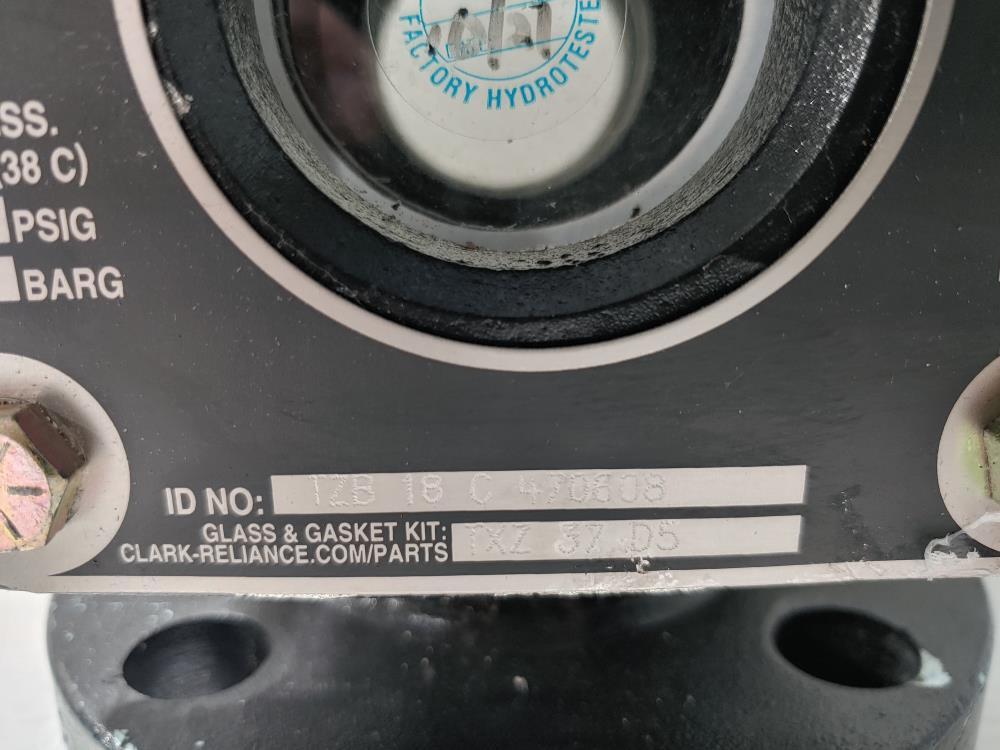 FACTORY HYDROTESTE
SS.
(38 C)
PSIG
BARG
ID NO: TZB 18 C 470608
GLASS & GASKET KIT: TXZ 37 D5
CLARK-RELIANCE.COM/PARTS